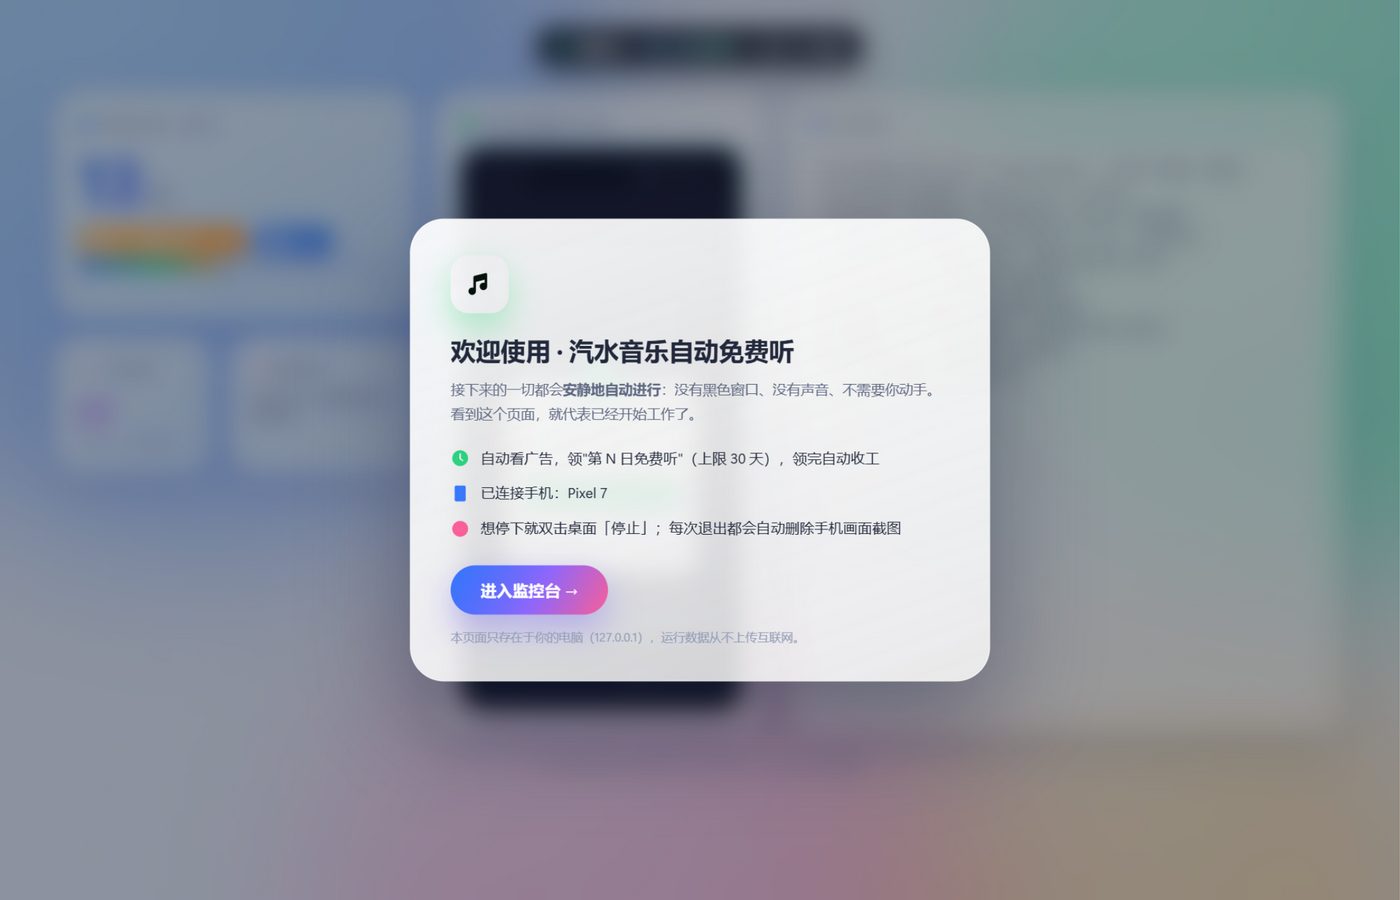 欢迎使用 · 汽水音乐自动免费听
接下来的一切都会安静地自动进行：没有黑色窗口、没有声音、不需要你动手。
看到这个页面，就代表已经开始工作了。
自动看广告，领"第 N 日免费听"（上限 30 天），领完自动收工
已连接手机：Pixel 7
想停下就双击桌面「停止」；每次退出都会自动删除手机画面截图
进入监控台 →
本页面只存在于你的电脑（127.0.0.1），运行数据从不上传互联网。